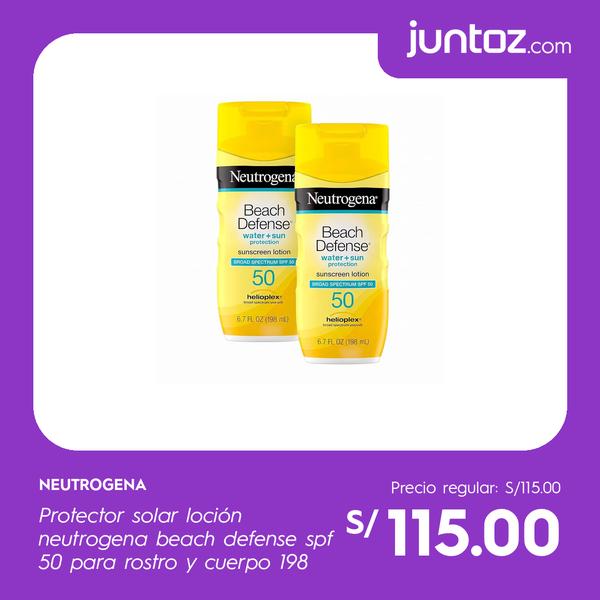 juntoz.com
Neutrogena
Beach
Defense®
water + sun
protection
sunscreen lotion
BROAD SPECTRUM SPF 50
50
helioplex®
6.7 FL OZ (198 mL)
Neutrogena®
Beach
Defense®
water + sun
protection
sunscreen lotion
BROAD SPECTRUM SPF 50
50
helioplex®
6.7 FL OZ (198 mL)
NEUTROGENA
Protector solar loción
neutrogena beach defense spf
50 para rostro y cuerpo 198
Precio regular: S/115.00
S/ 115.00